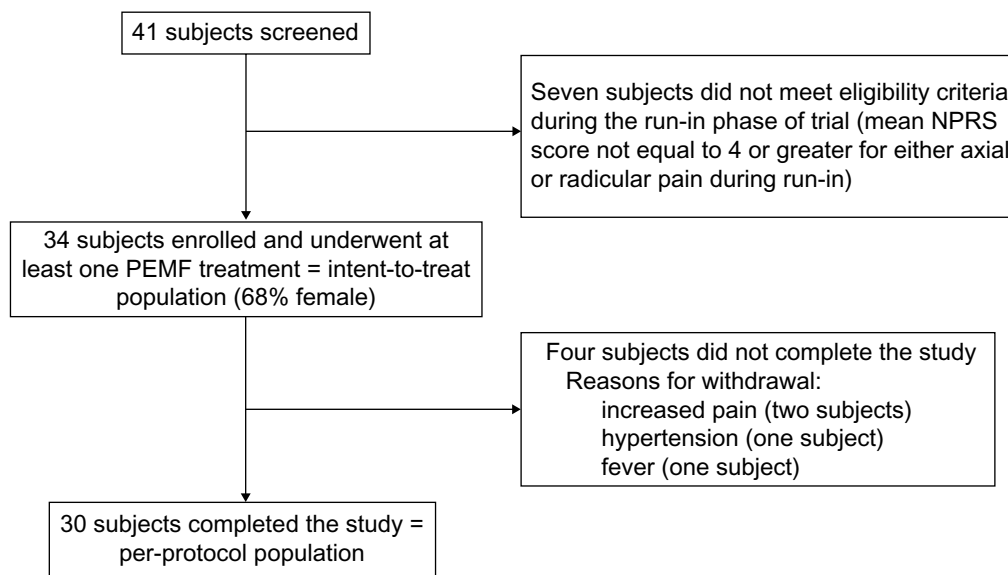 41 subjects screened
Seven subjects did not meet eligibility criteria
during the run-in phase of trial (mean NPRS
score not equal to 4 or greater for either axial
or radicular pain during run-in)
34 subjects enrolled and underwent at
least one PEMF treatment = intent-to-treat
population (68% female)
Four subjects did not complete the study
Reasons for withdrawal:
increased pain (two subjects)
hypertension (one subject)
fever (one subject)
30 subjects completed the study =
per-protocol population